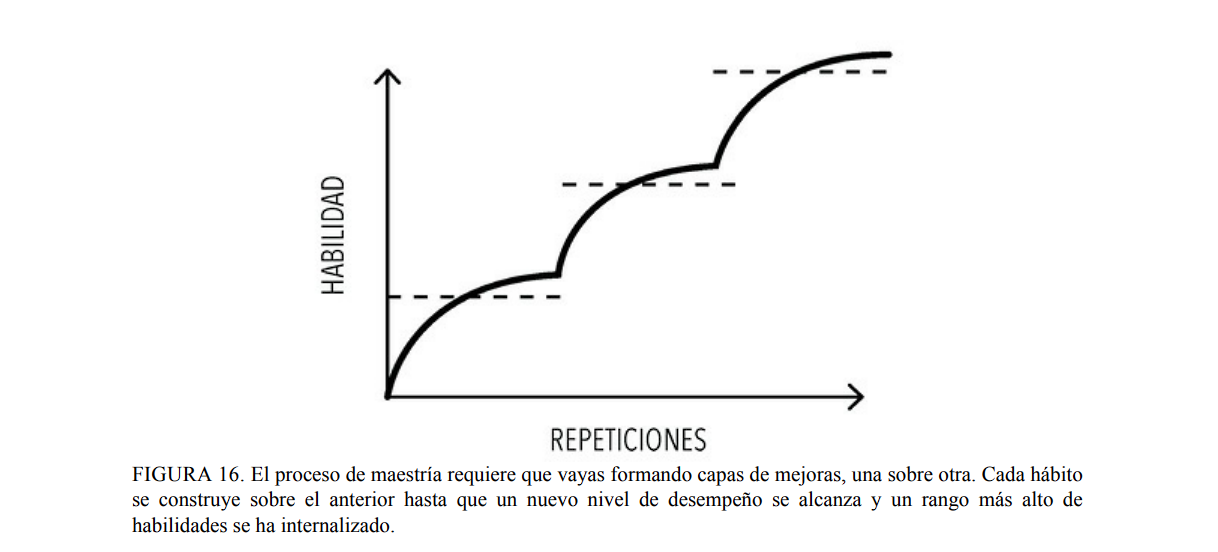 HABILIDAD
REPETICIONES
FIGURA 16. El proceso de maestría requiere que vayas formando capas de mejoras, una sobre otra. Cada hábito
se construye sobre el anterior hasta que un nuevo nivel de desempeño se alcanza y un rango más alto de
habilidades se ha internalizado.